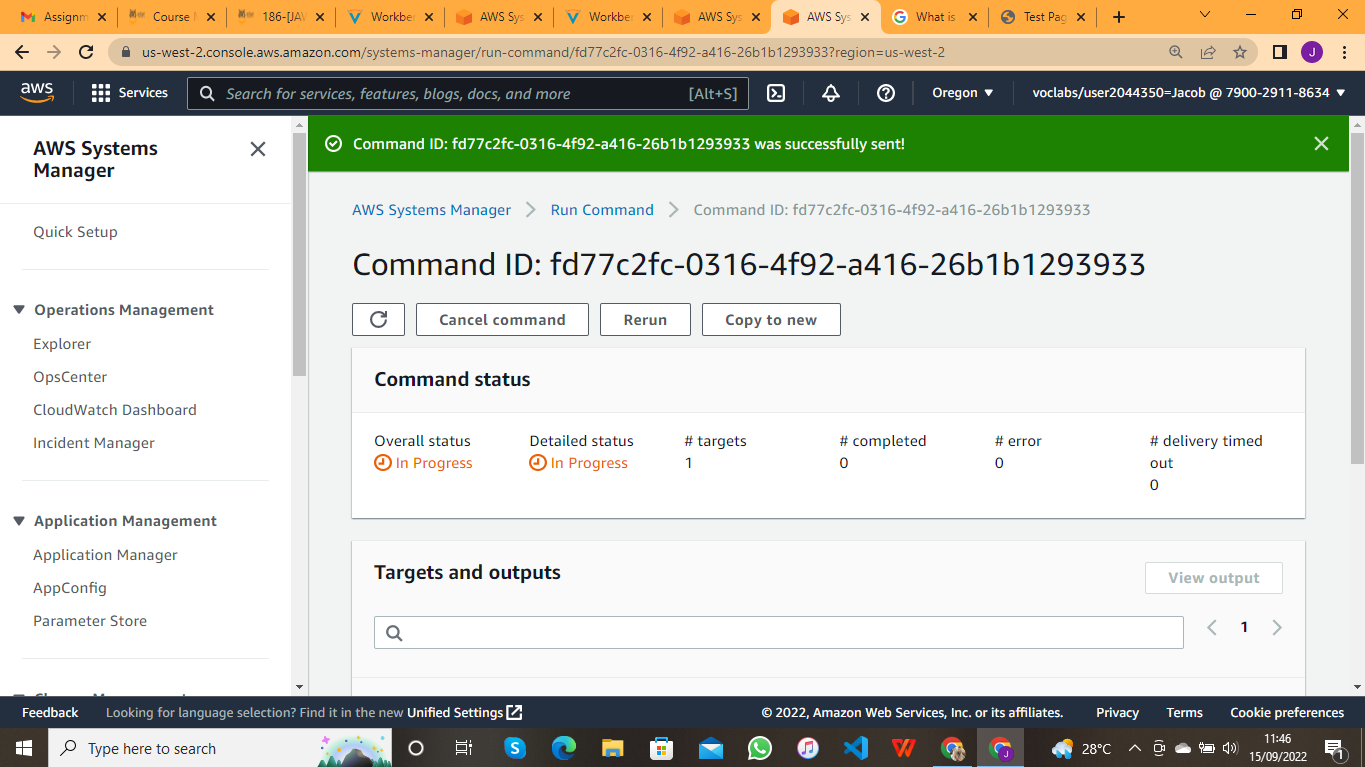 Assignm
Course
186-[JA
Workbe
AWS Sys
Workbe
AWS Sys
AWS Sys
What is
Test Pag
us-west-2.console.aws.amazon.com/systems-manager/run-command/fd77c2fc-0316-4f92-a416-26b1b1293933?region=us-west-2
J
aws
Services
Search for services, features, blogs, docs, and more
[Alt+S]
Oregon
voclabs/user2044350=Jacob @ 7900-2911-8634
AWS Systems
Manager
Quick Setup
Operations Management
Explorer
OpsCenter
CloudWatch Dashboard
Incident Manager
Application Management
Application Manager
AppConfig
Parameter Store
Command ID: fd77c2fc-0316-4f92-a416-26b1b1293933 was successfully sent!
AWS Systems Manager
Run Command
Command ID: fd77c2fc-0316-4f92-a416-26b1b1293933
Command ID: fd77c2fc-0316-4f92-a416-26b1b1293933
Cancel command
Rerun
Copy to new
Command status
Overall status
In Progress
Detailed status
In Progress
# targets
1
# completed
0
# error
0
# delivery timed
out
0
Targets and outputs
View output
1
Feedback
Looking for language selection? Find it in the new Unified Settings
© 2022, Amazon Web Services, Inc. or its affiliates.
Privacy
Terms
Cookie preferences
Type here to search
28°C
11:46
15/09/2022
1